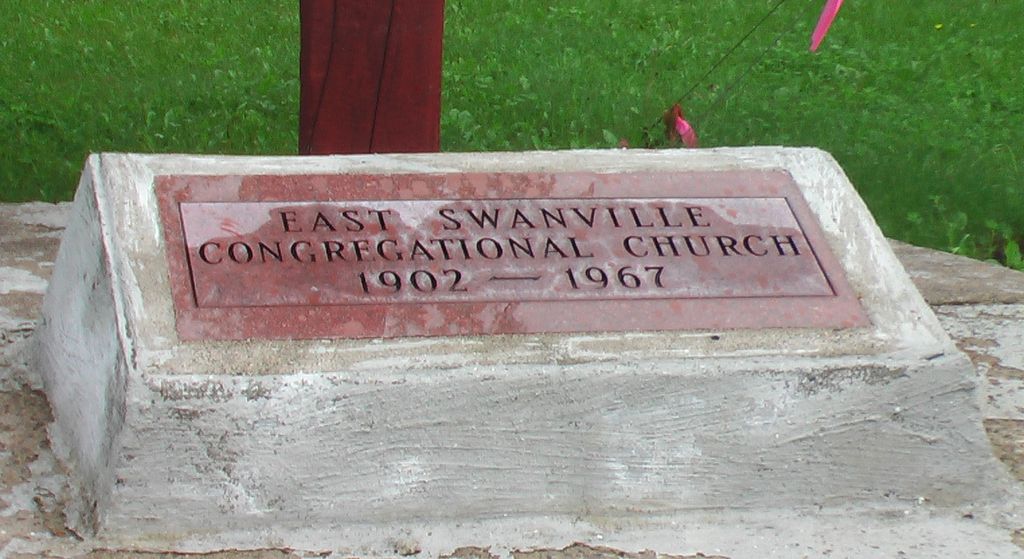 EAST SWANVILLE
CONGREGATIONAL CHURCH
1902 — 1967